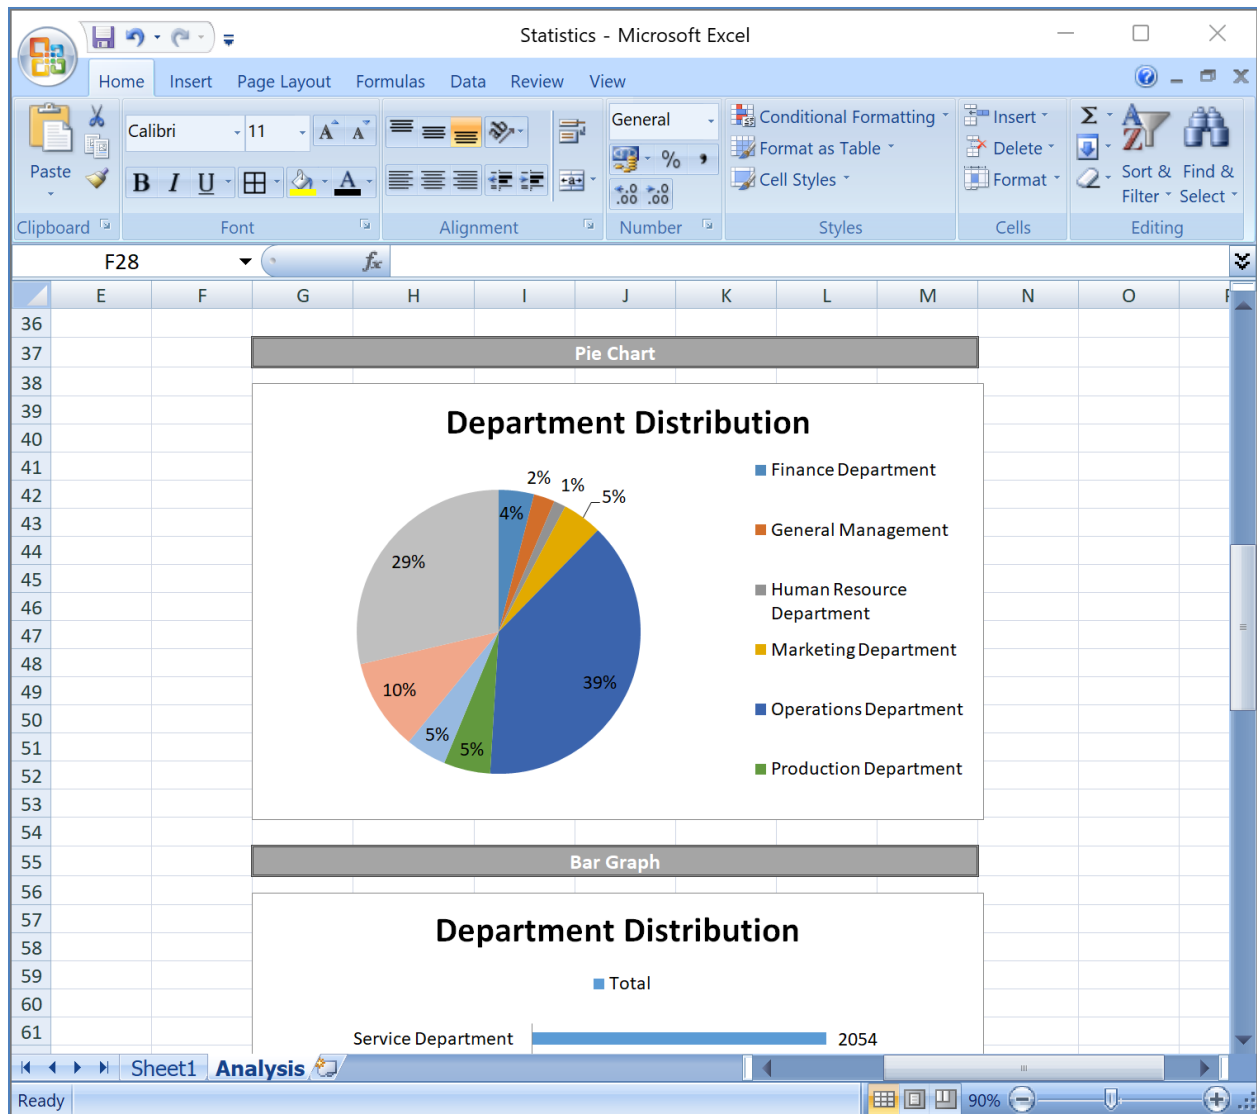 Statistics - Microsoft Excel
Home Insert Page Layout Formulas Data Review View
Calibri 11 A A General Conditional Formatting Insert Σ A Z
Paste % , Format as Table Delete
B I U A Cell Styles Format Sort & Find &
.0 .00 .00 .0 Filter Select
Clipboard Font Alignment Number Styles Cells Editing
F28 fx
E F G H I J K L M N O
36
37 Pie Chart
38
39 Department Distribution
40
41 Finance Department
42 2% 1% 5%
43 4%
44 General Management
45 29%
46 Human Resource
Department
47 Marketing Department
48
49 10% 39%
50 Operations Department
51 5% 5%
52 Production Department
53
54
55 Bar Graph
56
57 Department Distribution
58
59 Total
60
61 Service Department 2054
Sheet1 Analysis
Ready 90%